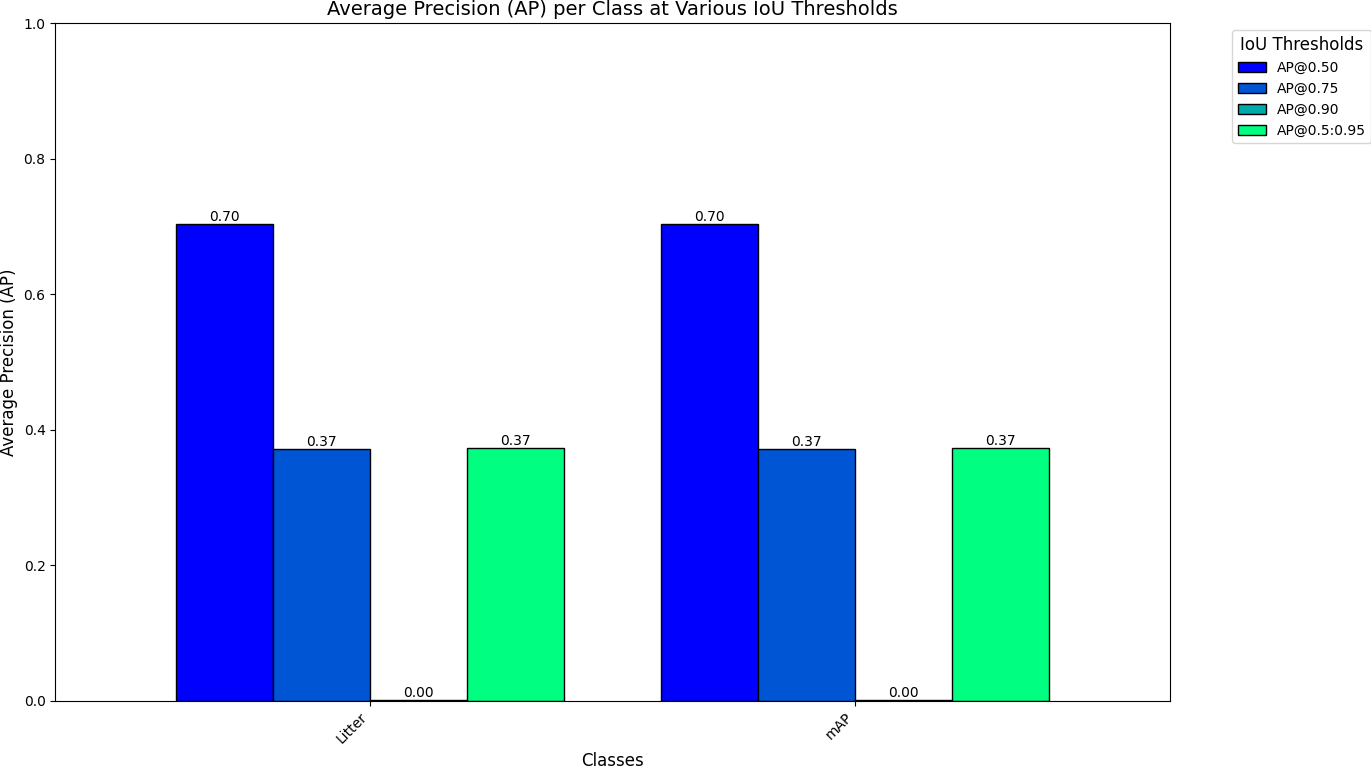 Average Precision (AP) per Class at Various IoU Thresholds
IoU Thresholds
AP@0.50
AP@0.75
AP@0.90
AP@0.5:0.95
Average Precision (AP)
1.0
0.8
0.6
0.4
0.2
0.0
0.70
0.37
0.00
0.37
0.70
0.37
0.00
0.37
Litter
mAP
Classes